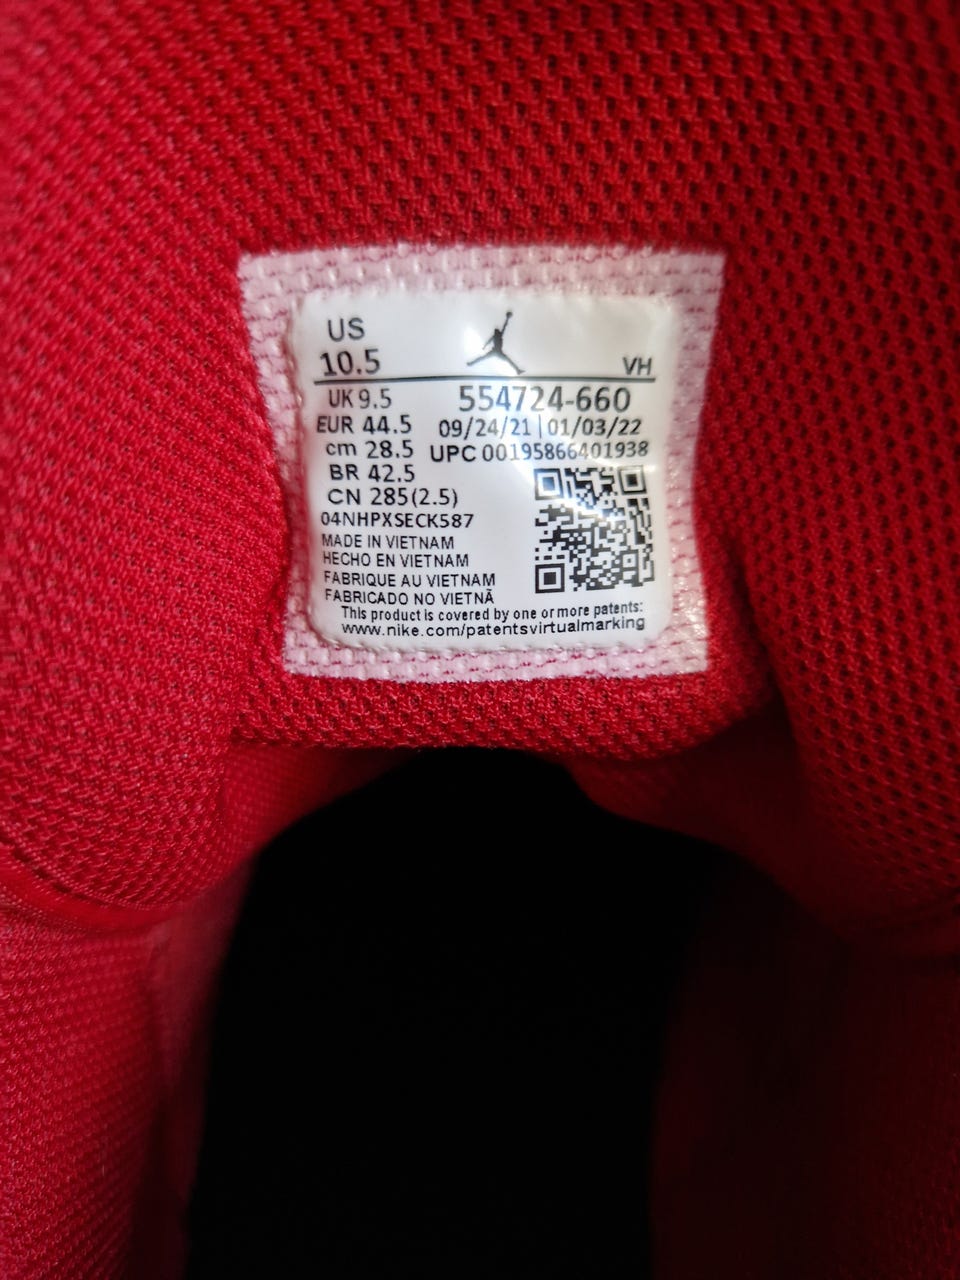 US
10.5
VH
UK 9.5
554724-660
EUR 44.5
09/24/21 | 01/03/22
cm 28.5
UPC 00195866401938
BR 42.5
CN 285(2.5)
04NHPXSECK587
MADE IN VIETNAM
HECHO EN VIETNAM
FABRIQUE AU VIETNAM
FABRICADO NO VIETNÃ
This product is covered by one or more patents:
www.nike.com/patentsvirtualmarking